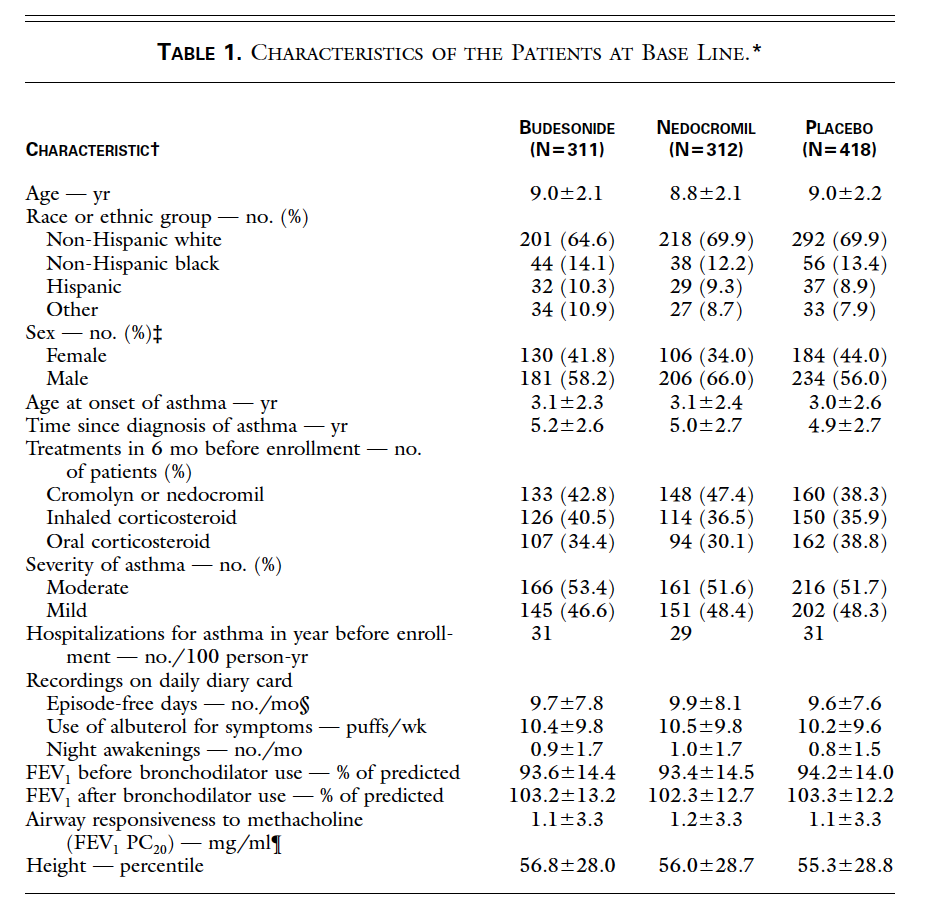 TABLE 1. CHARACTERISTICS OF THE PATIENTS AT BASE LINE.*
CHARACTERISTIC† BUDESONIDE (N=311) NEDOCROMIL (N=312) PLACEBO (N=418)
Age — yr 9.0±2.1 8.8±2.1 9.0±2.2
Race or ethnic group — no. (%)
Non-Hispanic white 201 (64.6) 218 (69.9) 292 (69.9)
Non-Hispanic black 44 (14.1) 38 (12.2) 56 (13.4)
Hispanic 32 (10.3) 29 (9.3) 37 (8.9)
Other 34 (10.9) 27 (8.7) 33 (7.9)
Sex — no. (%)‡
Female 130 (41.8) 106 (34.0) 184 (44.0)
Male 181 (58.2) 206 (66.0) 234 (56.0)
Age at onset of asthma — yr 3.1±2.3 3.1±2.4 3.0±2.6
Time since diagnosis of asthma — yr 5.2±2.6 5.0±2.7 4.9±2.7
Treatments in 6 mo before enrollment — no.
of patients (%)
Cromolyn or nedocromil 133 (42.8) 148 (47.4) 160 (38.3)
Inhaled corticosteroid 126 (40.5) 114 (36.5) 150 (35.9)
Oral corticosteroid 107 (34.4) 94 (30.1) 162 (38.8)
Severity of asthma — no. (%)
Moderate 166 (53.4) 161 (51.6) 216 (51.7)
Mild 145 (46.6) 151 (48.4) 202 (48.3)
Hospitalizations for asthma in year before enroll- 31 29 31
ment — no./100 person-yr
Recordings on daily diary card
Episode-free days — no./mo§ 9.7±7.8 9.9±8.1 9.6±7.6
Use of albuterol for symptoms — puffs/wk 10.4±9.8 10.5±9.8 10.2±9.6
Night awakenings — no./mo 0.9±1.7 1.0±1.7 0.8±1.5
FEV₁ before bronchodilator use — % of predicted 93.6±14.4 93.4±14.5 94.2±14.0
FEV₁ after bronchodilator use — % of predicted 103.2±13.2 102.3±12.7 103.3±12.2
Airway responsiveness to methacholine 1.1±3.3 1.2±3.3 1.1±3.3
(FEV₁ PC₂₀) — mg/ml¶
Height — percentile 56.8±28.0 56.0±28.7 55.3±28.8